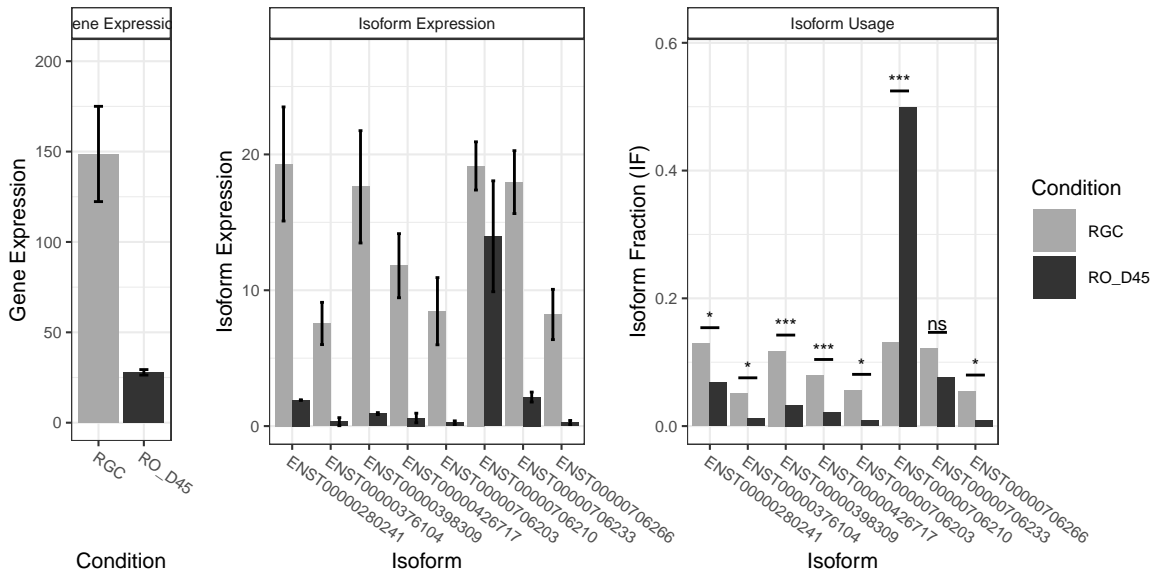 ene Expressio
Gene Expression
200
150
100
50
0
RGC
RO_D45
Condition
Isoform Expression
Isoform Expression
20
10
0
ENST00000280241
ENST00000376104
ENST00000398309
ENST00000426717
ENST00000706203
ENST00000706210
ENST00000706233
ENST00000706266
Isoform
Isoform Usage
Isoform Fraction (IF)
0.6
0.4
0.2
0.0
*
*
***
***
*
***
ns
*
ENST00000280241
ENST00000376104
ENST00000398309
ENST00000426717
ENST00000706203
ENST00000706210
ENST00000706233
ENST00000706266
Isoform
Condition
RGC
RO_D45